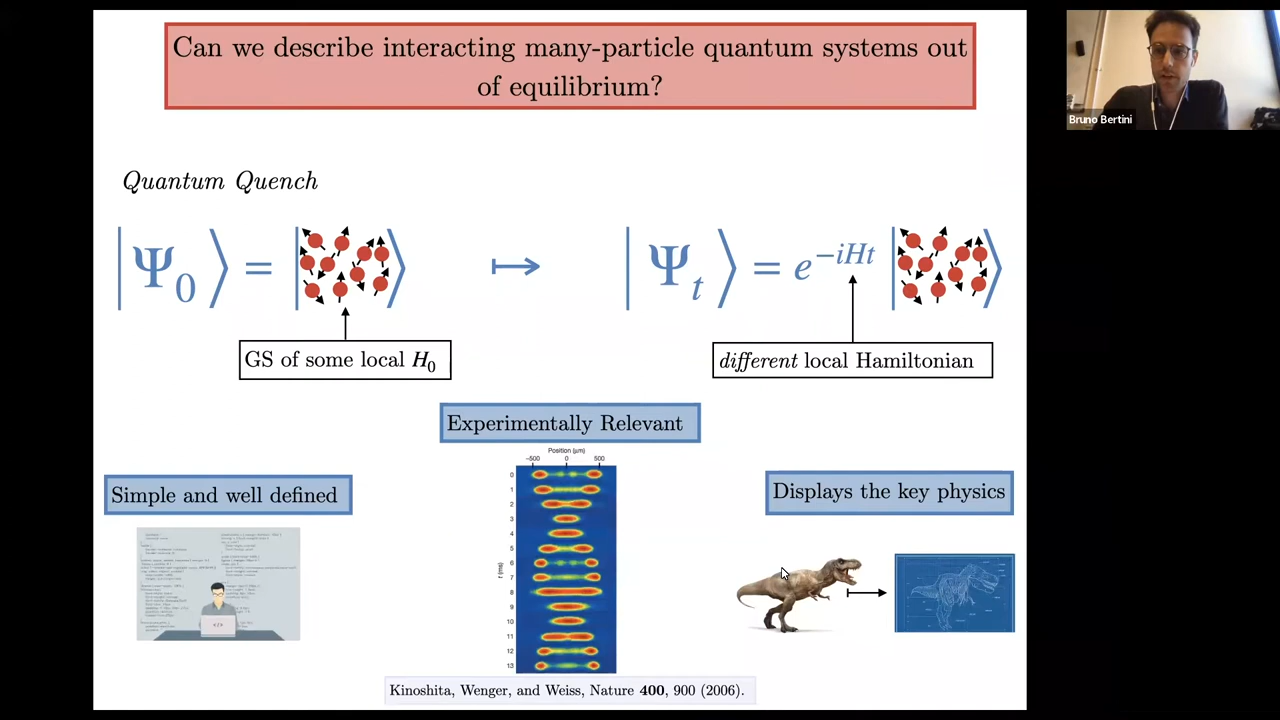 Can we describe interacting many-particle quantum systems out
of equilibrium?
Bruno Bertini
Quantum Quench
|Ψ0⟩ = | ⟩ ↦ |Ψt⟩ = e^{-iHt} | ⟩
GS of some local H0
different local Hamiltonian
Experimentally Relevant
Simple and well defined
Displays the key physics
Position (μm)
−500 0 500
0
1
2
3
4
5
6
7
8
9
10
11
12
13
t (ms)
</>
Kinoshita, Wenger, and Weiss, Nature 400, 900 (2006).